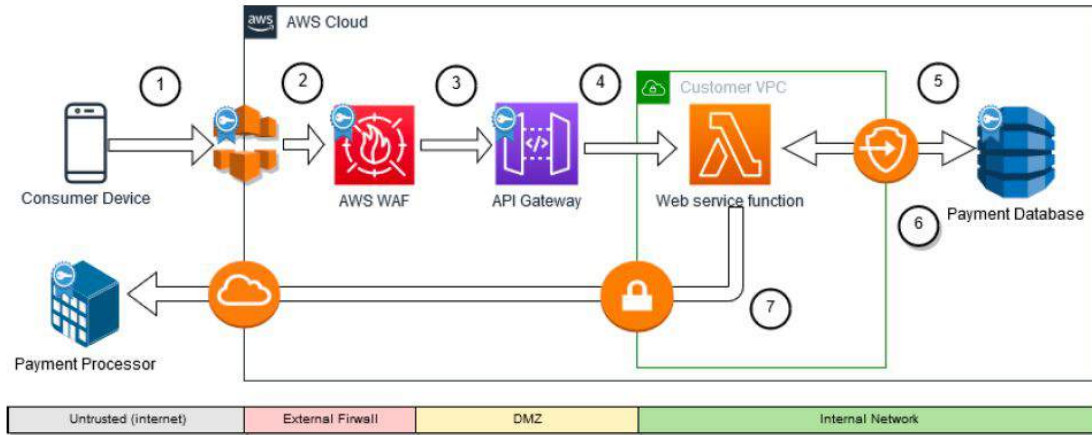 aws AWS Cloud
1
2
3
4
5
Customer VPC
</>
Consumer Device
AWS WAF
API Gateway
Web service function
Payment Database
6
7
Payment Processor
Untrusted (internet)
External Firwall
DMZ
Internal Network